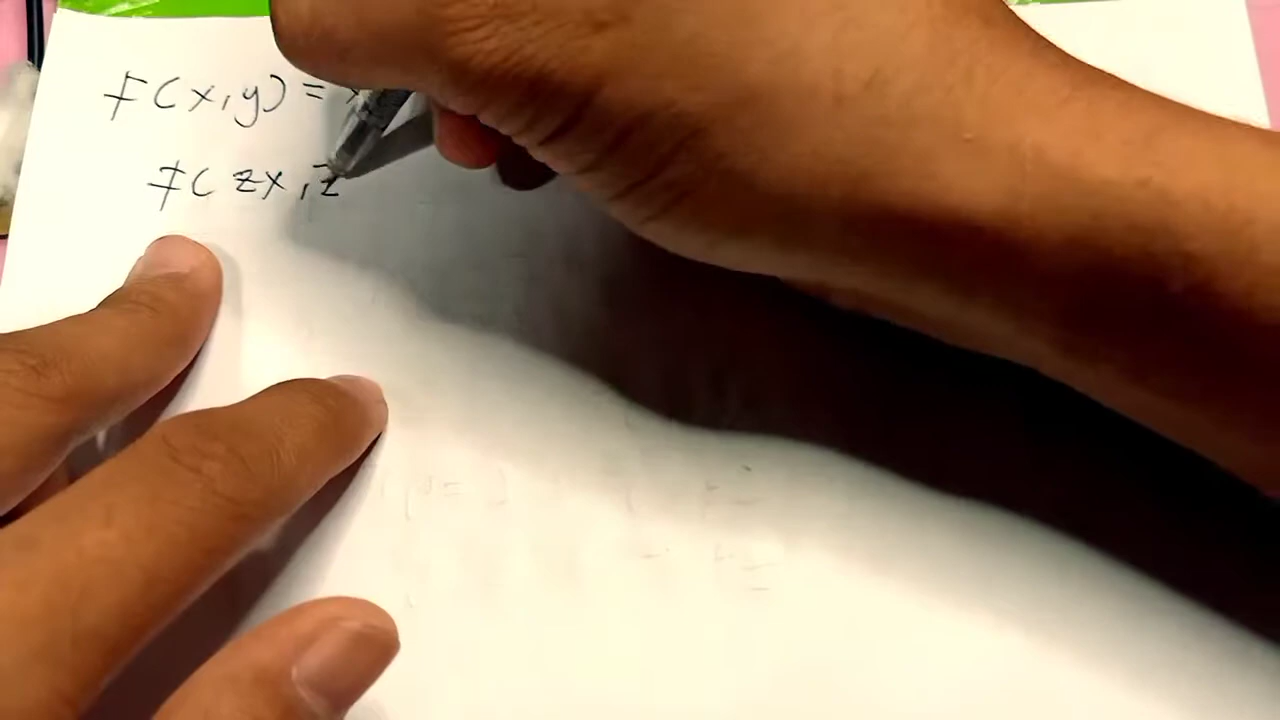 F(x,y) = x
F(zx,z